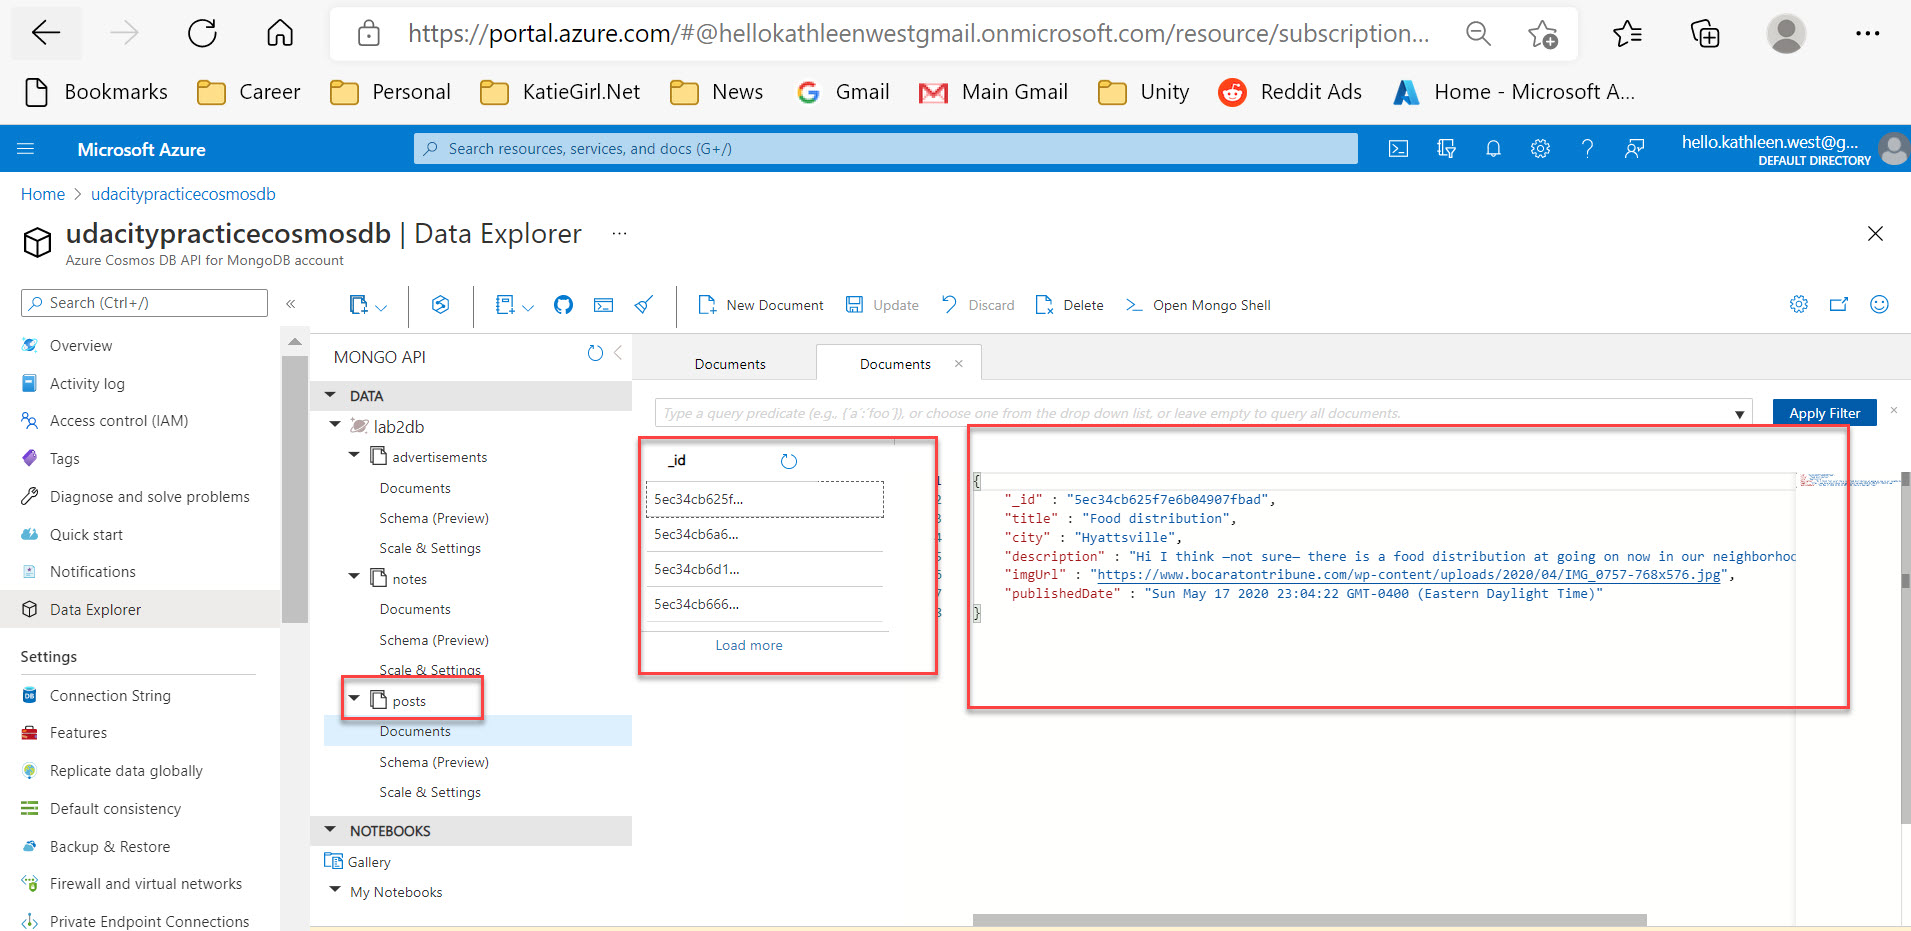 https://portal.azure.com/#@hellokathleenwestgmail.onmicrosoft.com/resource/subscription...
Bookmarks Career Personal KatieGirl.Net News Gmail Main Gmail Unity Reddit Ads Home - Microsoft A...
Microsoft Azure
Search resources, services, and docs (G+/)
hello.kathleen.west@g...
DEFAULT DIRECTORY
Home > udacitypracticecosmosdb
udacitypracticecosmosdb | Data Explorer ...
Azure Cosmos DB API for MongoDB account
Search (Ctrl+/) «
Overview
Activity log
Access control (IAM)
Tags
Diagnose and solve problems
Quick start
Notifications
Data Explorer
Settings
Connection String
Features
Replicate data globally
Default consistency
Backup & Restore
Firewall and virtual networks
Private Endpoint Connections
New Document Update Discard Delete Open Mongo Shell
MONGO API
DATA
lab2db
advertisements
Documents
Schema (Preview)
Scale & Settings
notes
Documents
Schema (Preview)
Scale & Settings
posts
Documents
Schema (Preview)
Scale & Settings
NOTEBOOKS
Gallery
My Notebooks
Documents Documents
Type a query predicate (e.g., {´a´:´foo´}), or choose one from the drop down list, or leave empty to query all documents.
Apply Filter
_id
5ec34cb625f...
5ec34cb6a6...
5ec34cb6d1...
5ec34cb666...
Load more
1 {
2 "_id" : "5ec34cb625f7e6b04907fbad",
3 "title" : "Food distribution",
4 "city" : "Hyattsville",
5 "description" : "Hi I think —not sure— there is a food distribution at going on now in our neighborhoo
6 "imgUrl" : "https://www.bocaratontribune.com/wp-content/uploads/2020/04/IMG_0757-768x576.jpg",
7 "publishedDate" : "Sun May 17 2020 23:04:22 GMT-0400 (Eastern Daylight Time)"
8 }